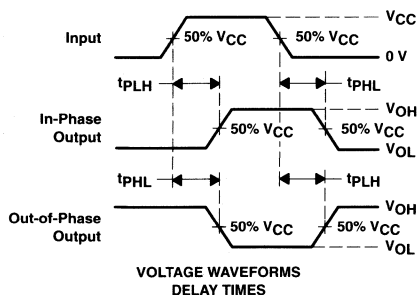 VCC
Input
50% VCC
50% VCC
0 V
tPLH
tPHL
In-Phase
Output
VOH
50% VCC
50% VCC
VOL
tPHL
tPLH
Out-of-Phase
Output
VOH
50% VCC
50% VCC
VOL
VOLTAGE WAVEFORMS
DELAY TIMES